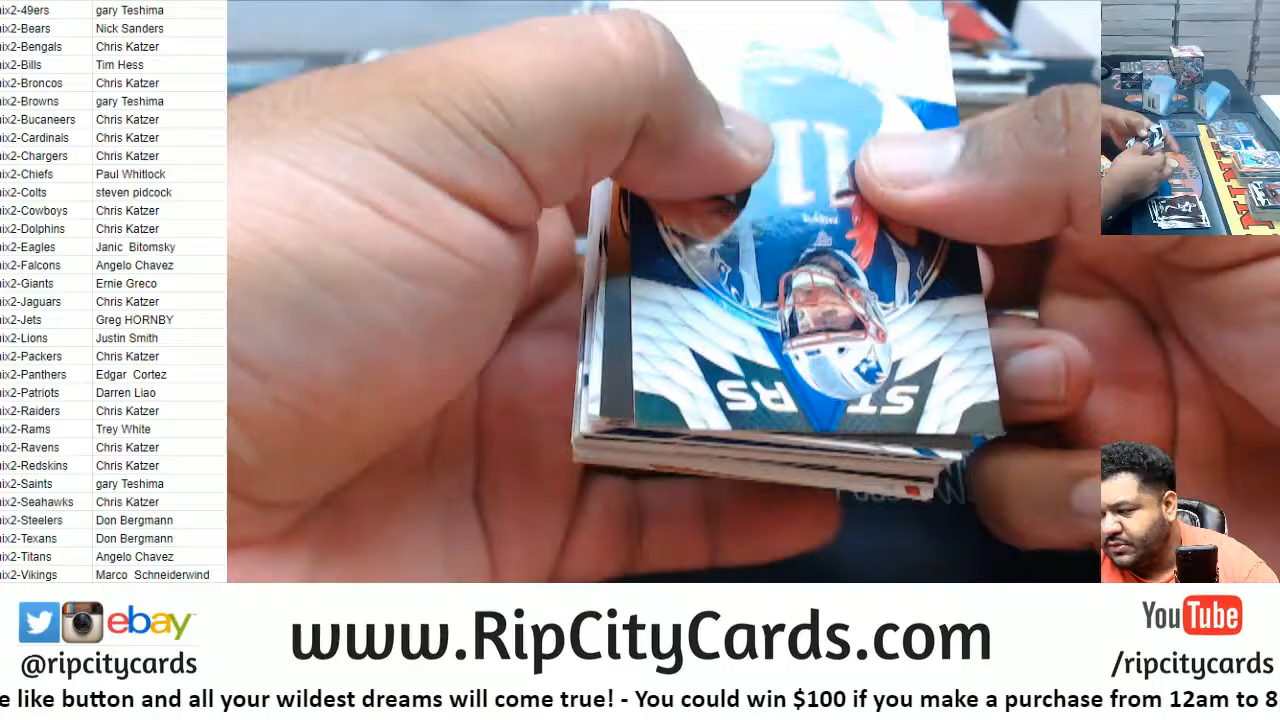 ix2-49ers gary Teshima
ix2-Bears Nick Sanders
ix2-Bengals Chris Katzer
ix2-Bills Tim Hess
ix2-Broncos Chris Katzer
ix2-Browns gary Teshima
ix2-Bucaneers Chris Katzer
ix2-Cardinals Chris Katzer
ix2-Chargers Chris Katzer
ix2-Chiefs Paul Whitlock
ix2-Colts steven pidcock
ix2-Cowboys Chris Katzer
ix2-Dolphins Chris Katzer
ix2-Eagles Janic Bitomsky
ix2-Falcons Angelo Chavez
ix2-Giants Ernie Greco
ix2-Jaguars Chris Katzer
ix2-Jets Greg HORNBY
ix2-Lions Justin Smith
ix2-Packers Chris Katzer
ix2-Panthers Edgar Cortez
ix2-Patriots Darren Liao
ix2-Raiders Chris Katzer
ix2-Rams Trey White
ix2-Ravens Chris Katzer
ix2-Redskins Chris Katzer
ix2-Saints gary Teshima
ix2-Seahawks Chris Katzer
ix2-Steelers Don Bergmann
ix2-Texans Don Bergmann
ix2-Titans Angelo Chavez
ix2-Vikings Marco Schneiderwind
11
STARS
ebay
@ripcitycards
www.RipCityCards.com
YouTube
/ripcitycards
e like button and all your wildest dreams will come true! - You could win $100 if you make a purchase from 12am to 8